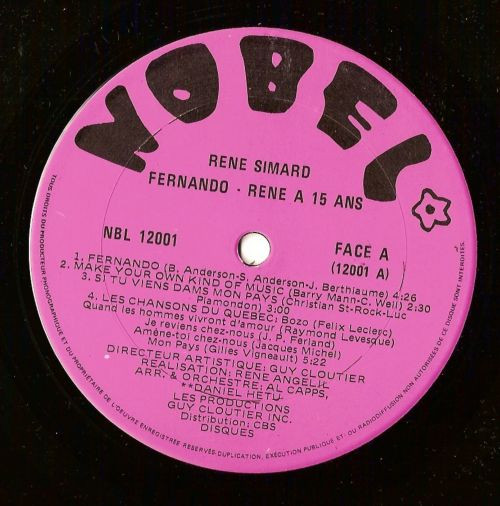 NOBEL
RENE SIMARD
FERNANDO - RENE A 15 ANS
NBL 12001
FACE A
(12001 A)
1. FERNANDO (B. Anderson-S. Anderson-J. Berthiaume) 4:26
2. MAKE YOUR OWN KIND OF MUSIC (Barry Mann-C. Weil) 2:30
3. SI TU VIENS DAMS MON PAYS (Christian St-Rock-Luc
Plamondon) 3:00
4. LES CHANSONS DU QUEBEC: Bozo (Felix Leclerc)
Quand les hommes vivront d'amour (Raymond Levesque)
Je reviens chez-nous (J. P. Ferland)
Amène-toi chez-nous (Jacques Michel)
Mon Pays (Gilles Vigneault) 5:22
DIRECTEUR ARTISTIQUE: GUY CLOUTIER
REALISATION: RENE ANGELIL
ARR. & ORCHESTRE: AL CAPPS,
**DANIEL HETU
LES PRODUCTIONS
GUY CLOUTIER INC.
Distribution: CBS
DISQUES
TOUS DROITS DU PRODUCTEUR PHONOGRAPHIQUE ET DU PROPRIETAIRE DE L'OEUVRE ENREGISTRÉE RÉSERVES. DUPLICATION, EXÉCUTION PUBLIQUE ET OU RADIODIFFUSION NON AUTORISÉES DE CE DISQUE SONT INTERDITES.